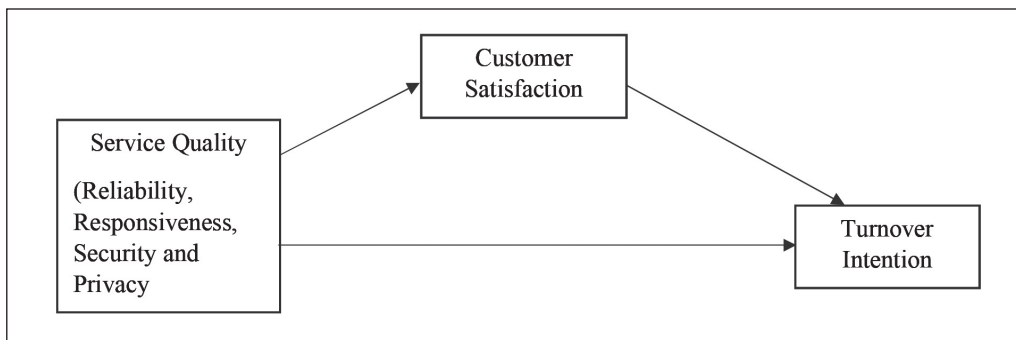 Customer
Satisfaction
Service Quality
(Reliability,
Responsiveness,
Security and
Privacy
Turnover
Intention